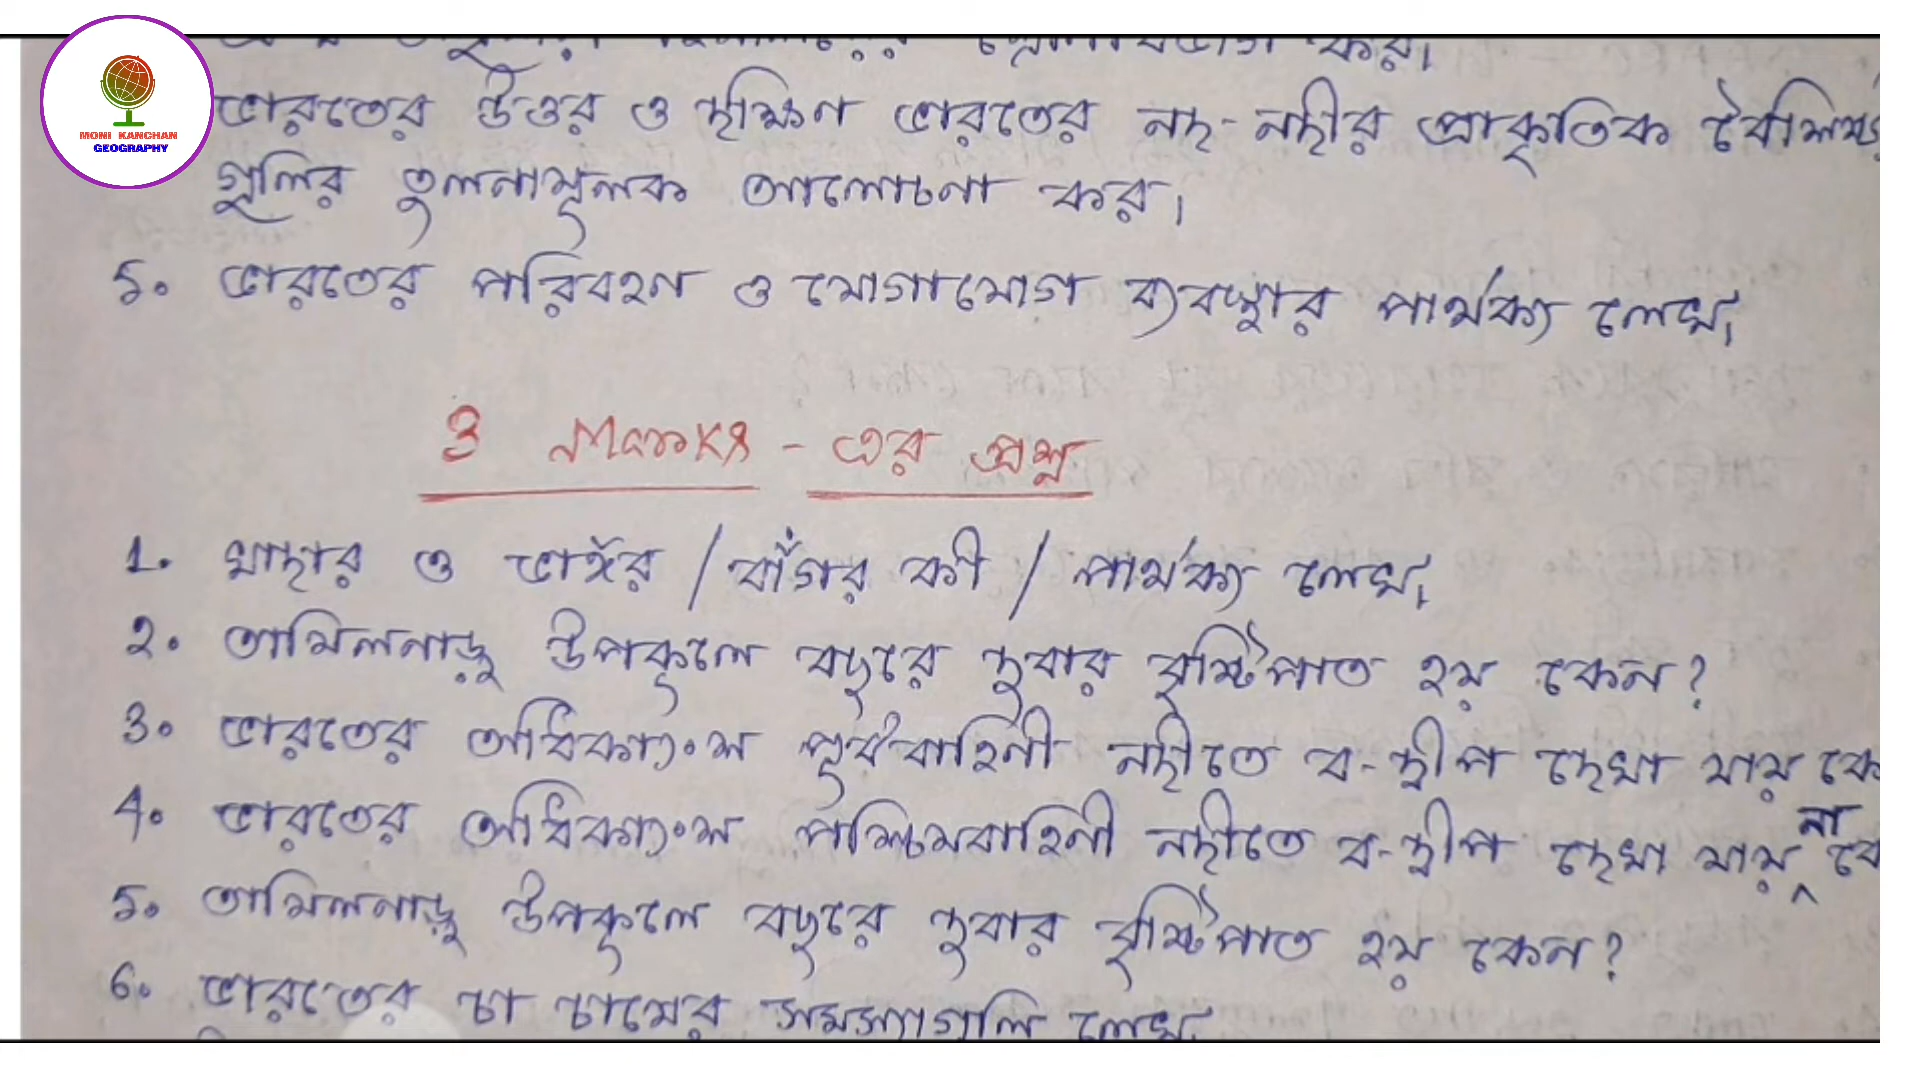 শ্রেণীবিভাগ কর।
MONI KANCHAN
GEOGRAPHY
ভারতের উত্তর ও দক্ষিণ ভারতের নদ-নদীর প্রাকৃতিক বৈশিষ্ট্য
গুলির তুলনামূলক আলোচনা কর।
5. ভারতের পরিবহণ ও যোগাযোগ ব্যবস্থার পার্থক্য লেখ।
3 Marks - এর প্রশ্ন
1. খাদার ও ভাঙ্গঁর / বাঁগর কী / পার্থক্য লেখ।
2. তামিলনাড়ু উপকূলে বছরে দুবার বৃষ্টিপাত হয় কেন?
3. ভারতের অধিকাংশ পূর্ববাহিনী নদীতে ব-দ্বীপ দেখা যায় কে
4. ভারতের অধিকাংশ পশ্চিমবাহিনী নদীতে ব-দ্বীপ দেখা যায় না কে
5. তামিলনাড়ু উপকূলে বছরে দুবার বৃষ্টিপাত হয় কেন?
6. ভারতের চা চাষের সমস্যাগুলি লেখ